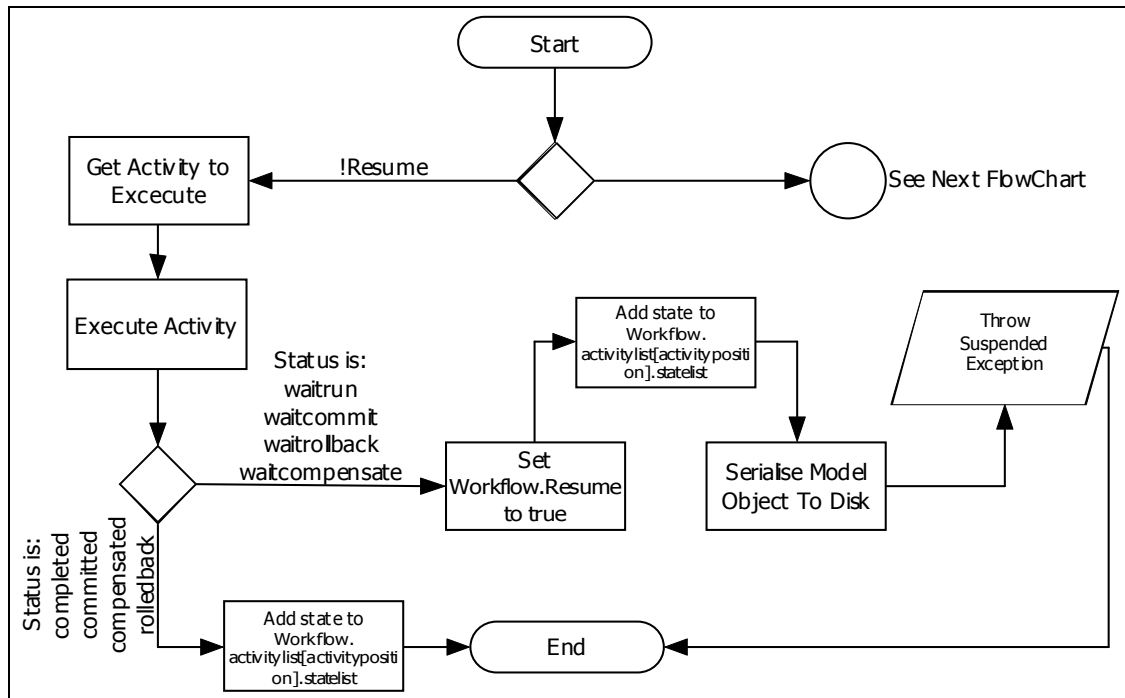 Start
Get Activity to
Excecute
!Resume
See Next FlowChart
Execute Activity
Status is:
waitrun
waitcommit
waitrollback
waitcompensate
Add state to
Workflow.
activitylist[activitypositi
on].statelist
Throw
Suspended
Exception
Set
Workflow.Resume
to true
Serialise Model
Object To Disk
Status is:
completed
committed
compensated
rolledback
Add state to
Workflow.
activitylist[activitypositi
on].statelist
End